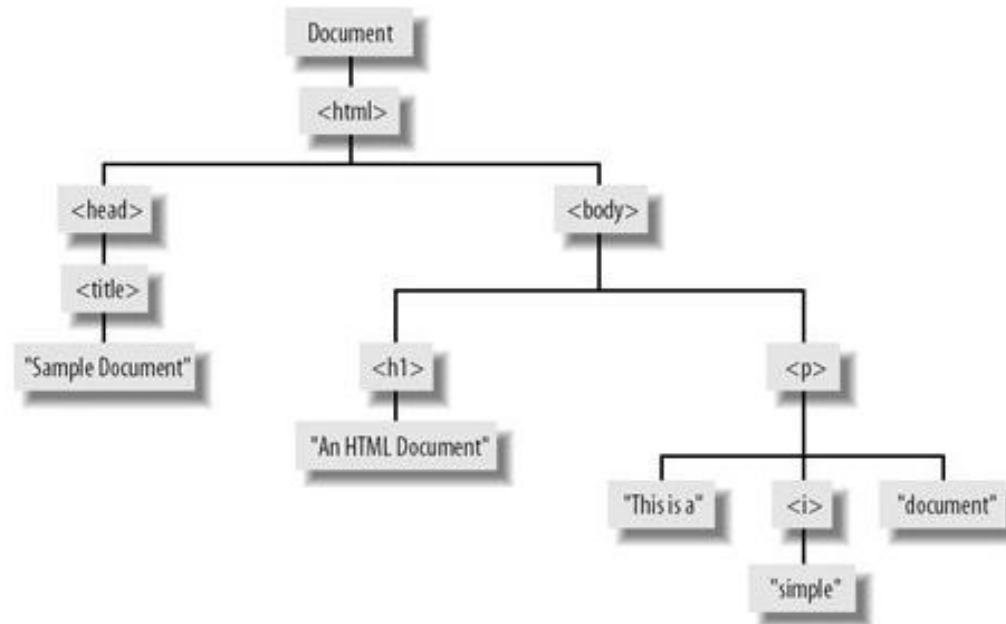 Document
<html>
<head>
<body>
<title>
"Sample Document"
<h1>
<p>
"An HTML Document"
"This is a"
<i>
"document"
"simple"